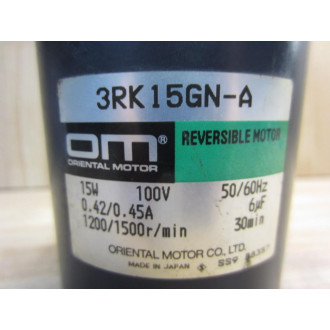 3RK15GN-A
OM®
ORIENTAL MOTOR
REVERSIBLE MOTOR
15W 100V 50/60Hz
0.42/0.45A 6μF
1200/1500r/min 30min
ORIENTAL MOTOR CO., LTD.
MADE IN JAPAN SS9